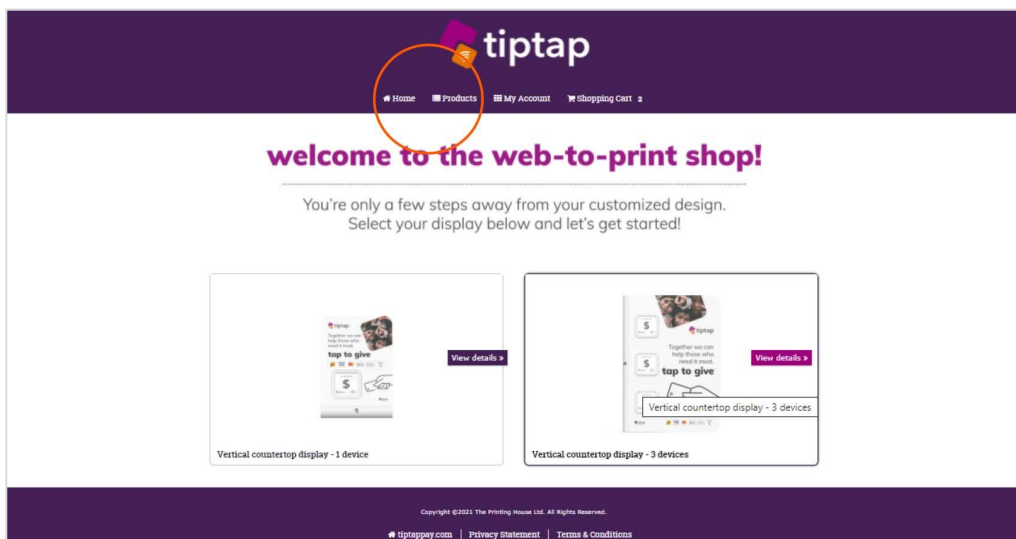 tiptap
Home Products My Account Shopping Cart 2
welcome to the web-to-print shop!
You're only a few steps away from your customized design.
Select your display below and let's get started!
tiptap
Together we can
help those who
need it most.
tap to give
$
View details »
Vertical countertop display - 1 device
$
tiptap
Together we can
help those who
need it most.
$
tap to give
View details »
Vertical countertop display - 3 devices
Vertical countertop display - 3 devices
Copyright ©2021 The Printing House Ltd. All Rights Reserved.
tiptappay.com | Privacy Statement | Terms & Conditions